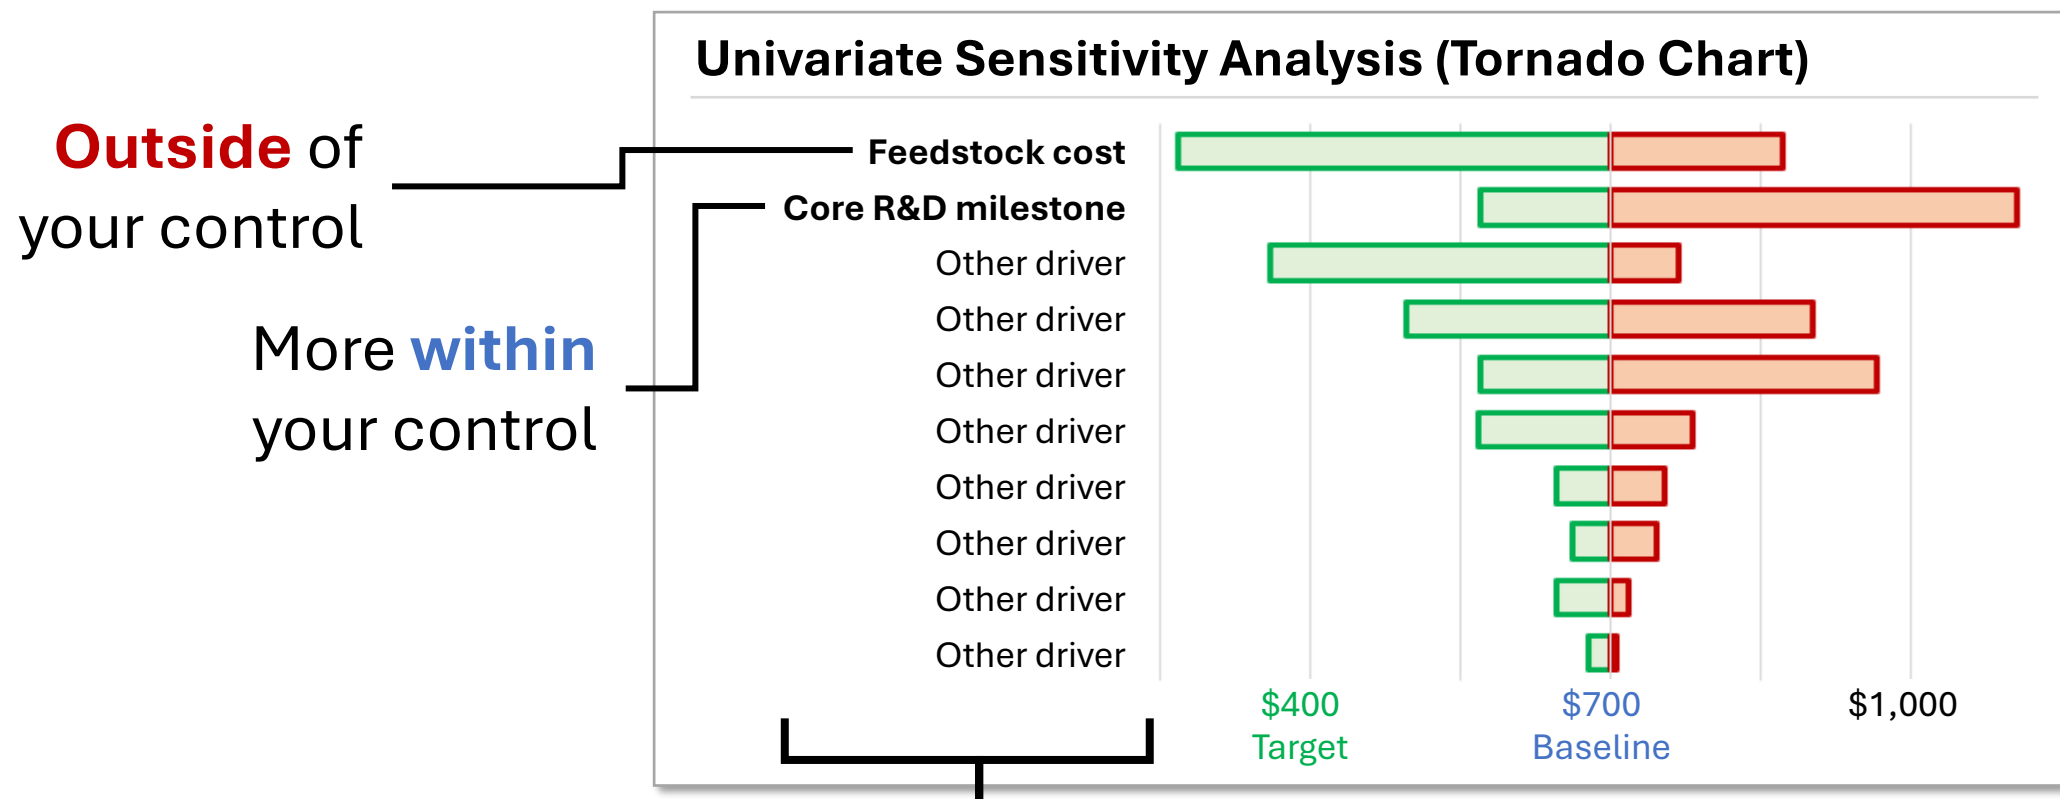 Univariate Sensitivity Analysis (Tornado Chart)
Outside of
your control
More within
your control
Feedstock cost
Core R&D milestone
Other driver
Other driver
Other driver
Other driver
Other driver
Other driver
Other driver
Other driver
$400
Target
$700
Baseline
$1,000